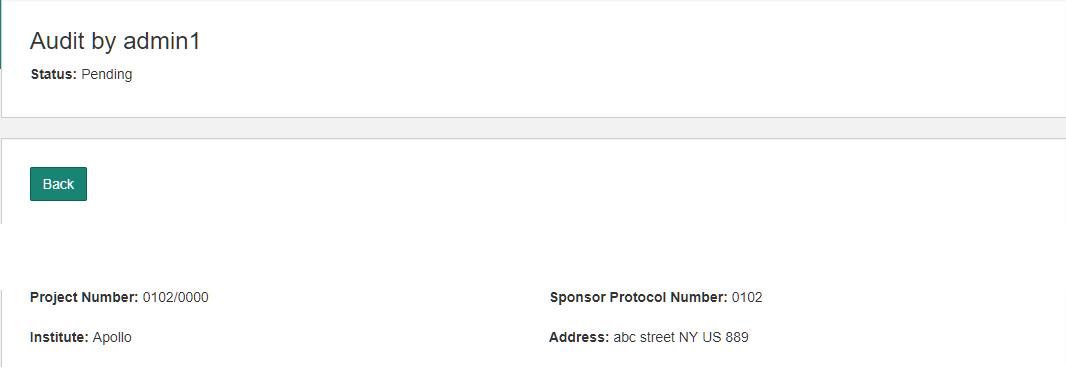 Audit by admin1
Status: Pending
Back
Project Number: 0102/0000 Sponsor Protocol Number: 0102
Institute: Apollo Address: abc street NY US 889